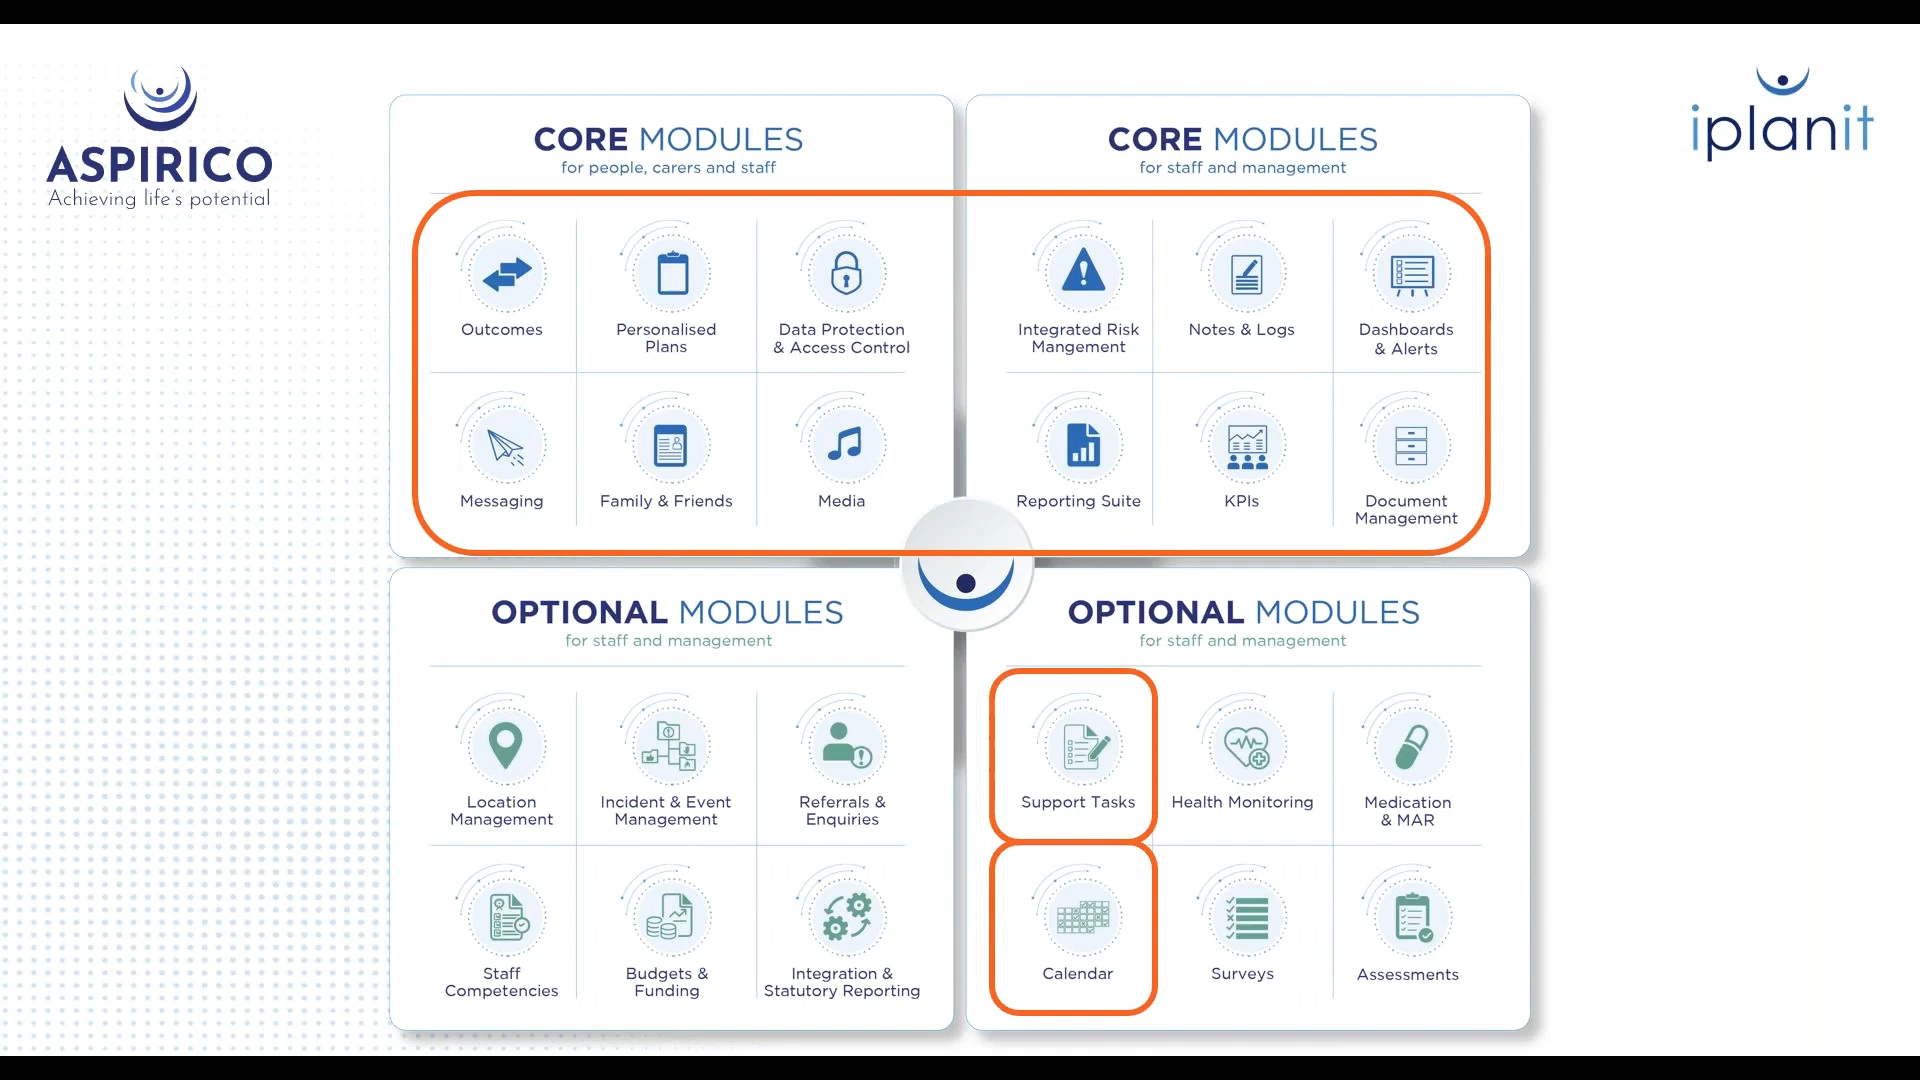 ASPIRICO
Achieving life's potential
iplanit
CORE MODULES
for people, carers and staff
Outcomes
Personalised
Plans
Data Protection
& Access Control
Messaging
Family & Friends
Media
CORE MODULES
for staff and management
Integrated Risk
Mangement
Notes & Logs
Dashboards
& Alerts
Reporting Suite
KPIs
Document
Management
OPTIONAL MODULES
for staff and management
Location
Management
Incident & Event
Management
Referrals &
Enquiries
Staff
Competencies
Budgets &
Funding
Integration &
Statutory Reporting
OPTIONAL MODULES
for staff and management
Support Tasks
Health Monitoring
Medication
& MAR
Calendar
Surveys
Assessments